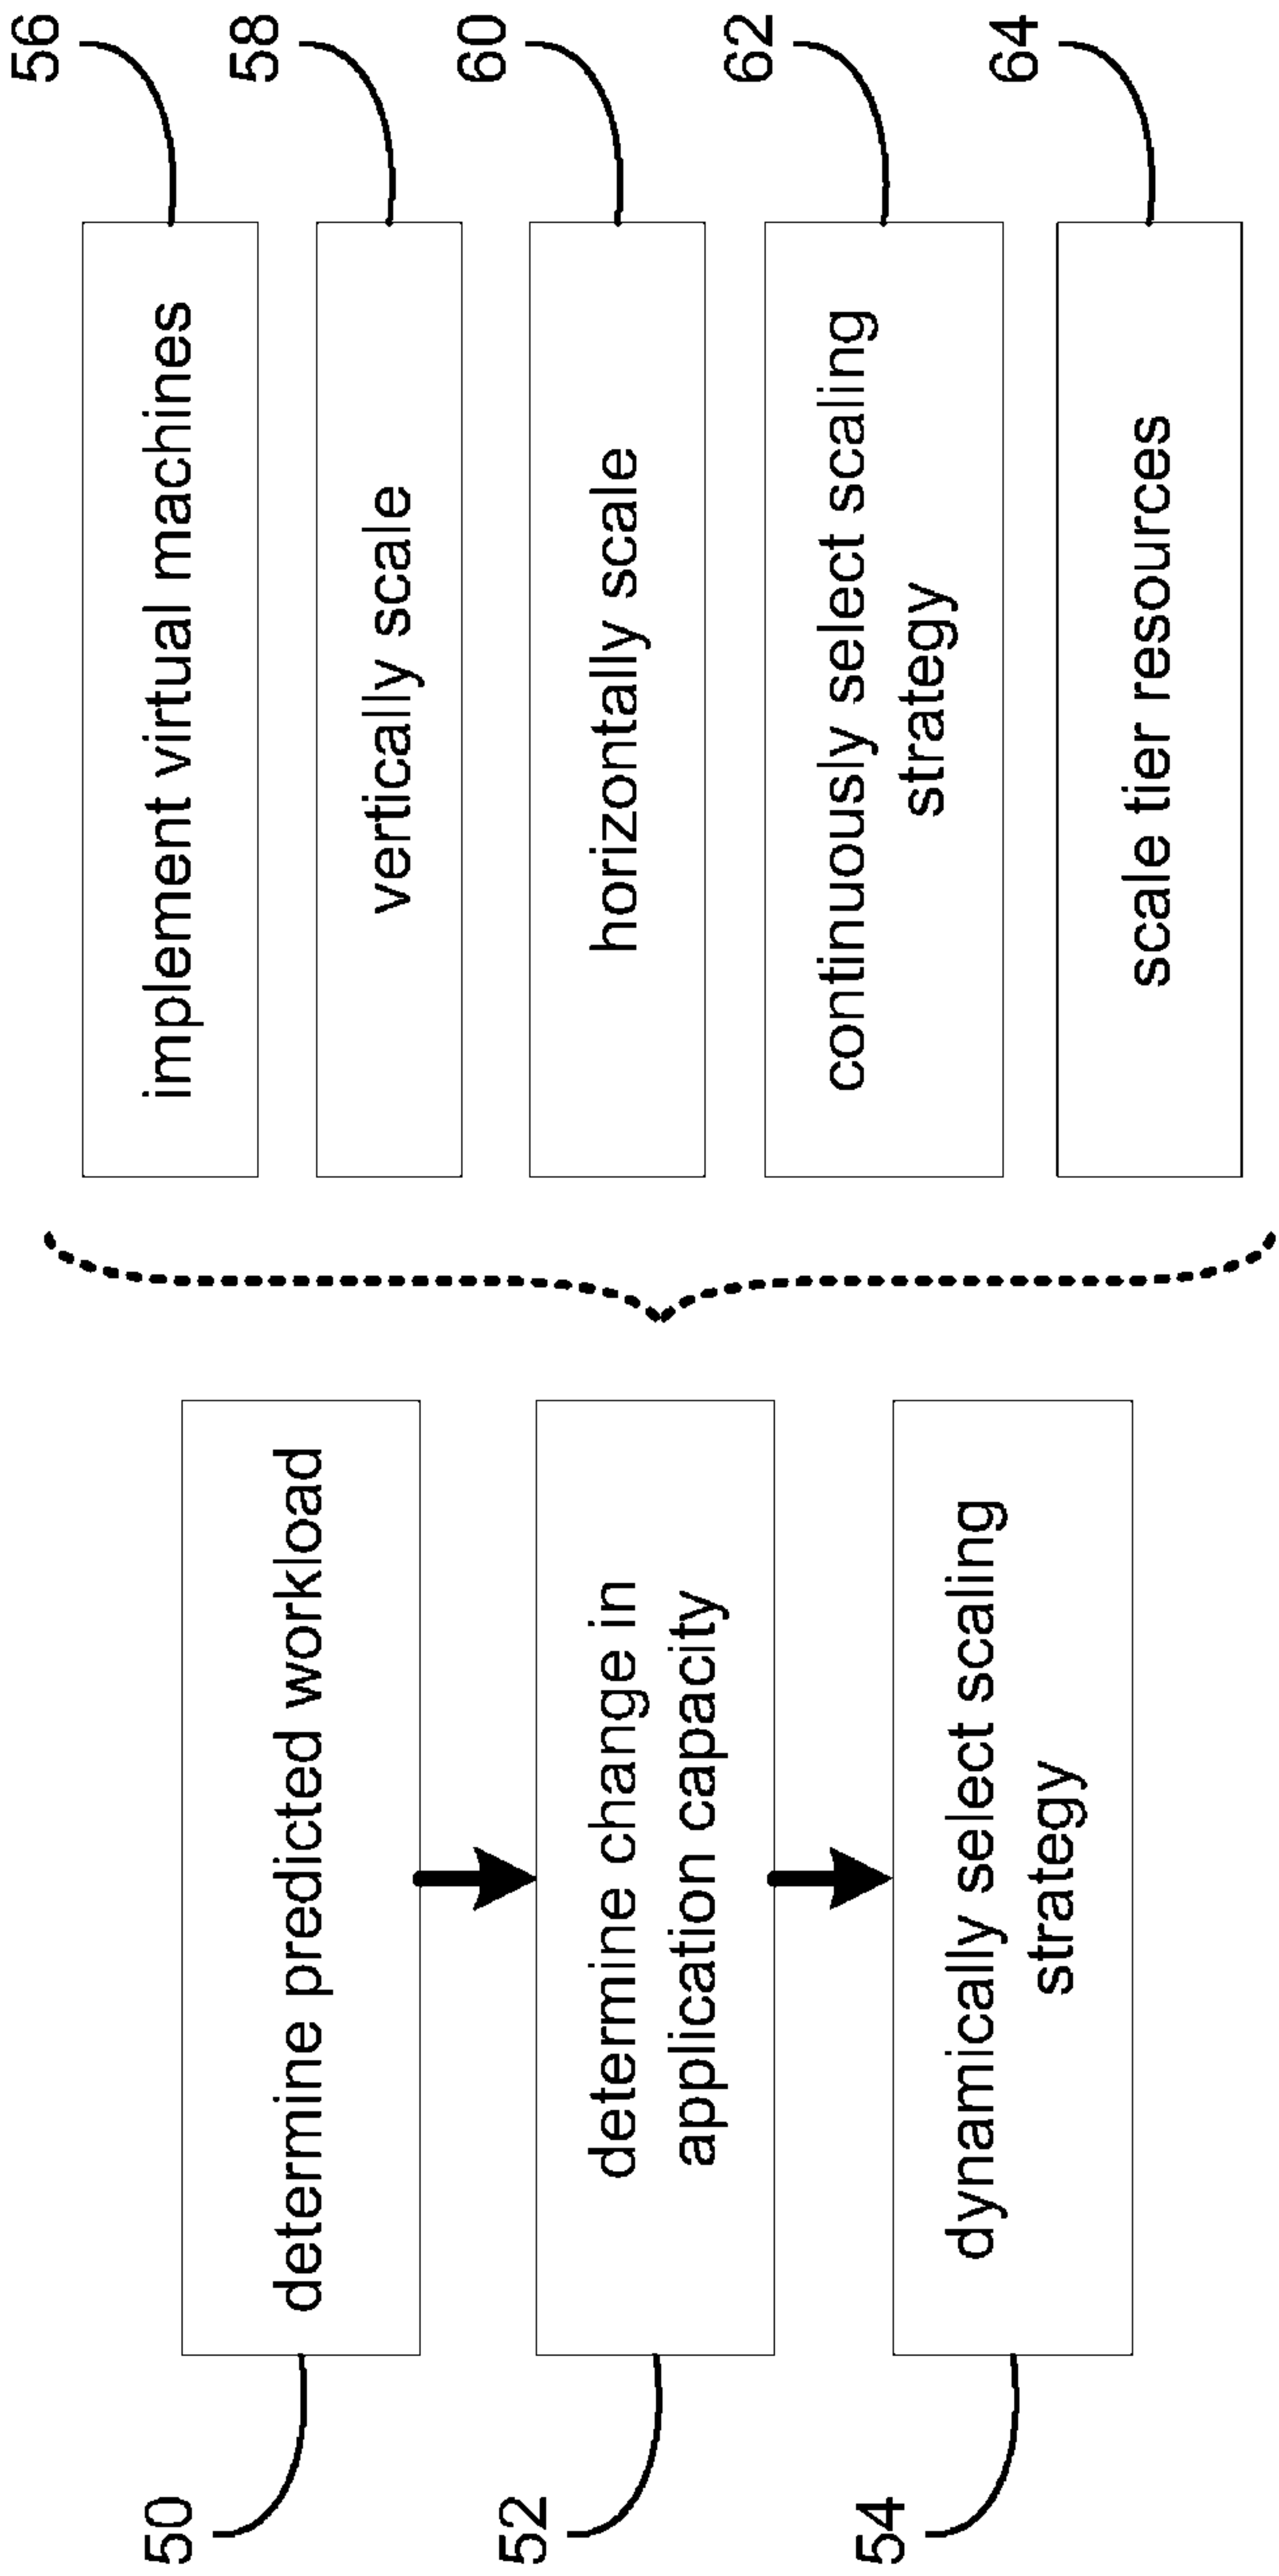 50
determine predicted workload
52
determine change in
application capacity
54
dynamically select scaling
strategy
implement virtual machines
56
vertically scale
58
horizontally scale
60
continuously select scaling
strategy
62
scale tier resources
64